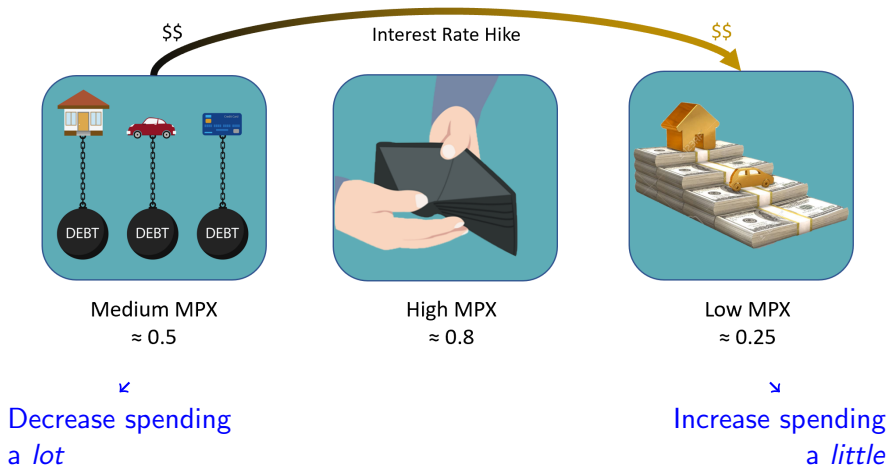 $$
Interest Rate Hike
$$
DEBT
DEBT
DEBT
Medium MPX
≈ 0.5
High MPX
≈ 0.8
Low MPX
≈ 0.25
Decrease spending
a lot
Increase spending
a little